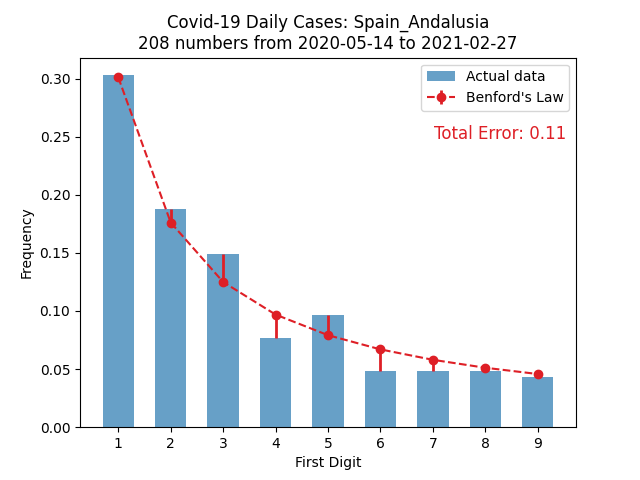 Covid-19 Daily Cases: Spain_Andalusia
208 numbers from 2020-05-14 to 2021-02-27
Actual data
Benford's Law
Total Error: 0.11
Frequency
0.30
0.25
0.20
0.15
0.10
0.05
0.00
1 2 3 4 5 6 7 8 9
First Digit